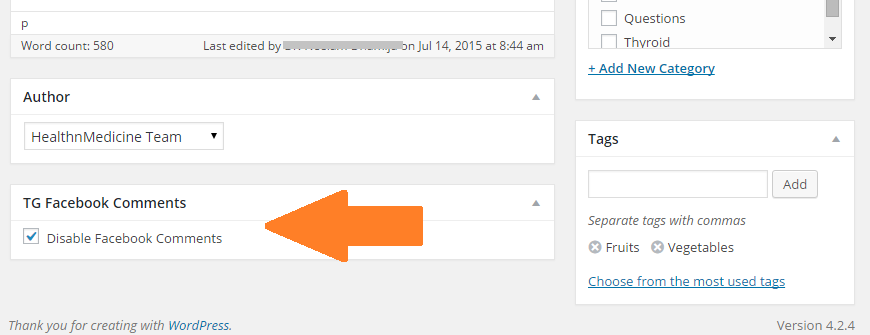 p
Word count: 580
Last edited by on Jul 14, 2015 at 8:44 am
Author
HealthnMedicine Team
TG Facebook Comments
Disable Facebook Comments
Questions
Thyroid
+ Add New Category
Tags
Add
Separate tags with commas
Fruits
Vegetables
Choose from the most used tags
Thank you for creating with WordPress.
Version 4.2.4